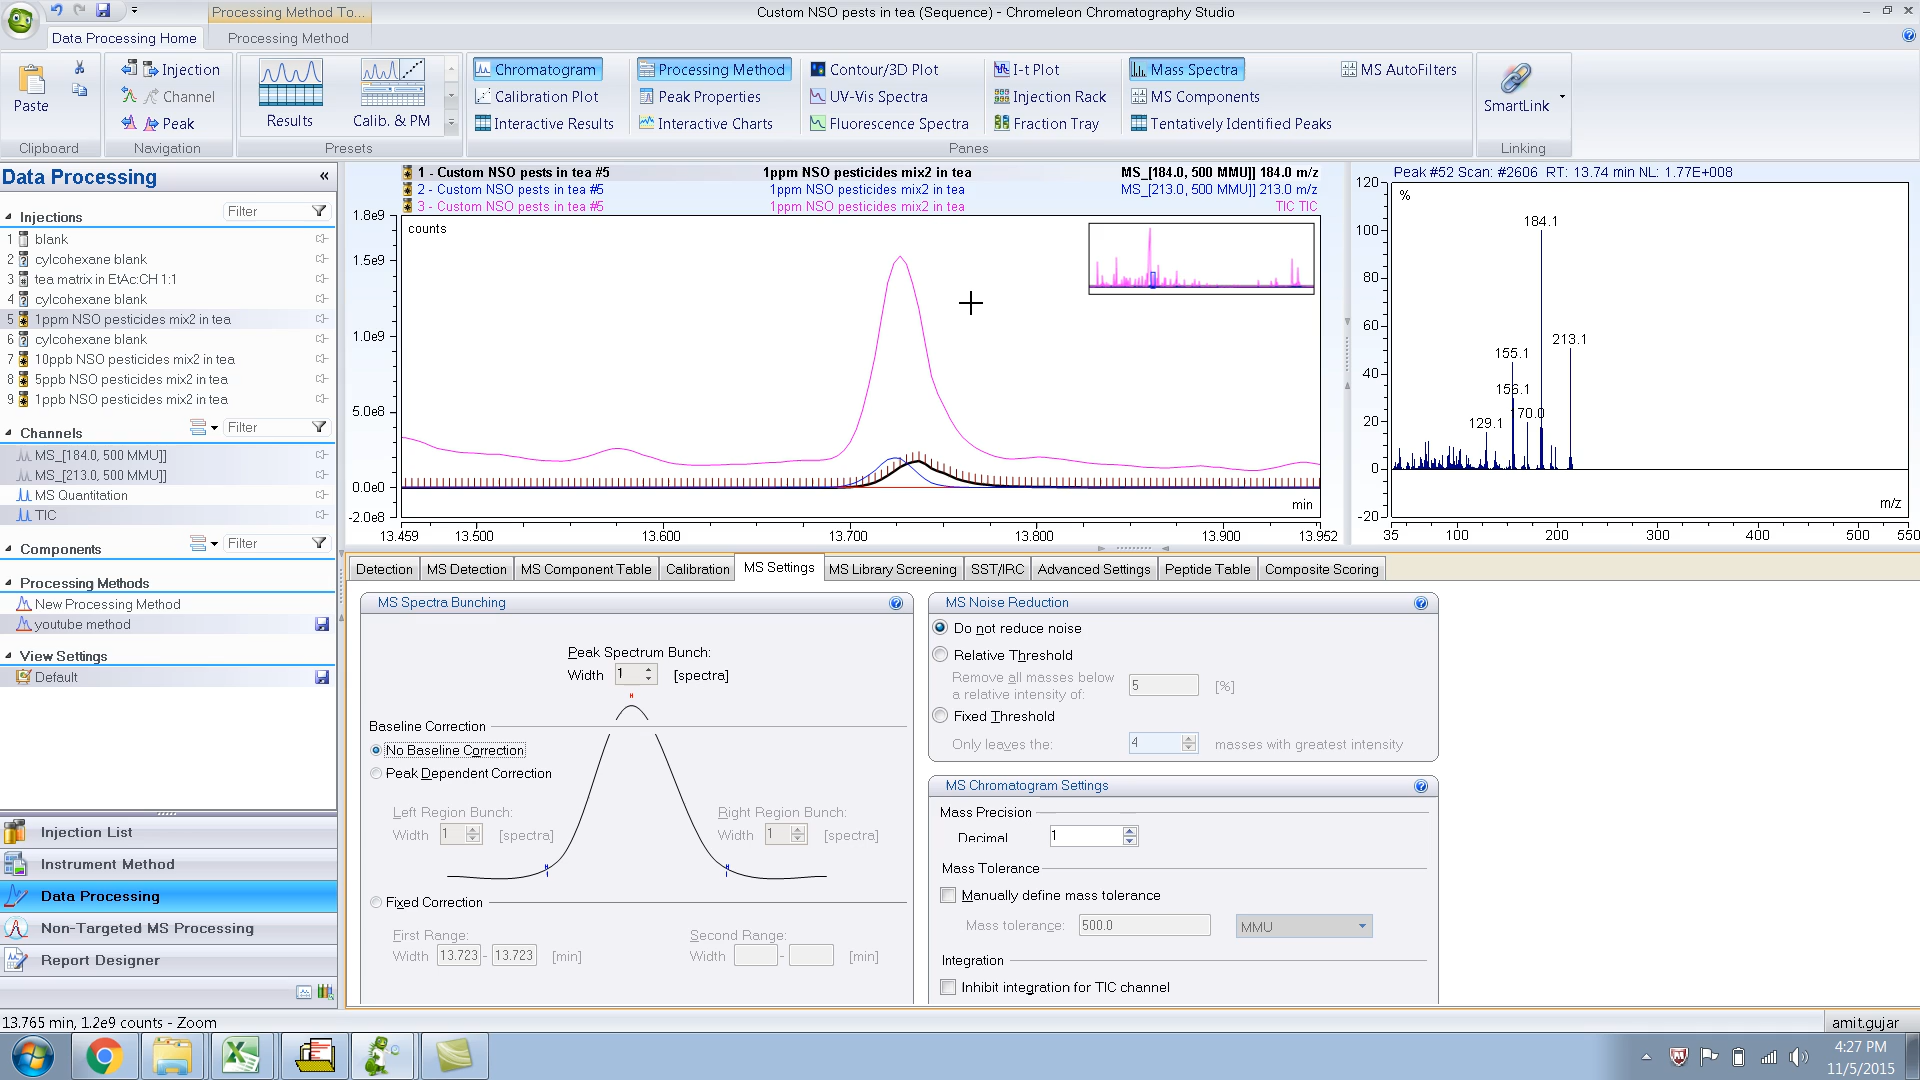 Processing Method To...
Custom NSO pests in tea (Sequence) - Chromeleon Chromatography Studio
Data Processing Home
Processing Method
Paste
Injection
Channel
Peak
Results
Calib. & PM
Chromatogram
Calibration Plot
Interactive Results
Processing Method
Peak Properties
Interactive Charts
Contour/3D Plot
UV-Vis Spectra
Fluorescence Spectra
I-t Plot
Injection Rack
Fraction Tray
Mass Spectra
MS Components
Tentatively Identified Peaks
MS AutoFilters
SmartLink
Clipboard
Navigation
Presets
Panes
Linking
Data Processing
«
Injections
Filter
1 blank
2 cylcohexane blank
3 tea matrix in EtAc:CH 1:1
4 cylcohexane blank
5 1ppm NSO pesticides mix2 in tea
6 cylcohexane blank
7 10ppb NSO pesticides mix2 in tea
8 5ppb NSO pesticides mix2 in tea
9 1ppb NSO pesticides mix2 in tea
Channels
Filter
MS_[184.0, 500 MMU]]
MS_[213.0, 500 MMU]]
MS Quantitation
TIC
Components
Filter
Processing Methods
New Processing Method
youtube method
View Settings
Default
Injection List
Instrument Method
Data Processing
Non-Targeted MS Processing
Report Designer
1 - Custom NSO pests in tea #5 1ppm NSO pesticides mix2 in tea MS_[184.0, 500 MMU]] 184.0 m/z
2 - Custom NSO pests in tea #5 1ppm NSO pesticides mix2 in tea MS_[213.0, 500 MMU]] 213.0 m/z
3 - Custom NSO pests in tea #5 1ppm NSO pesticides mix2 in tea TIC TIC
1.8e9
counts
1.5e9
1.0e9
5.0e8
0.0e0
-2.0e8
min
13.459 13.500 13.600 13.700 13.800 13.900 13.952
Peak #52 Scan: #2606 RT: 13.74 min NL: 1.77E+008
120
%
100
80
60
40
20
0
-20
184.1
213.1
155.1
156.1
170.0
129.1
m/z
35 100 200 300 400 500 550
Detection
MS Detection
MS Component Table
Calibration
MS Settings
MS Library Screening
SST/IRC
Advanced Settings
Peptide Table
Composite Scoring
MS Spectra Bunching
Peak Spectrum Bunch:
Width 1 [spectra]
Baseline Correction
No Baseline Correction
Peak Dependent Correction
Left Region Bunch:
Width 1 [spectra]
Right Region Bunch:
Width 1 [spectra]
Fixed Correction
First Range:
Width 13.723 - 13.723 [min]
Second Range:
Width - [min]
MS Noise Reduction
Do not reduce noise
Relative Threshold
Remove all masses below
a relative intensity of:
5 [%]
Fixed Threshold
Only leaves the: 4 masses with greatest intensity
MS Chromatogram Settings
Mass Precision
Decimal 1
Mass Tolerance
Manually define mass tolerance
Mass tolerance: 500.0 MMU
Integration
Inhibit integration for TIC channel
13.765 min, 1.2e9 counts - Zoom
amit.gujar
4:27 PM
11/5/2015